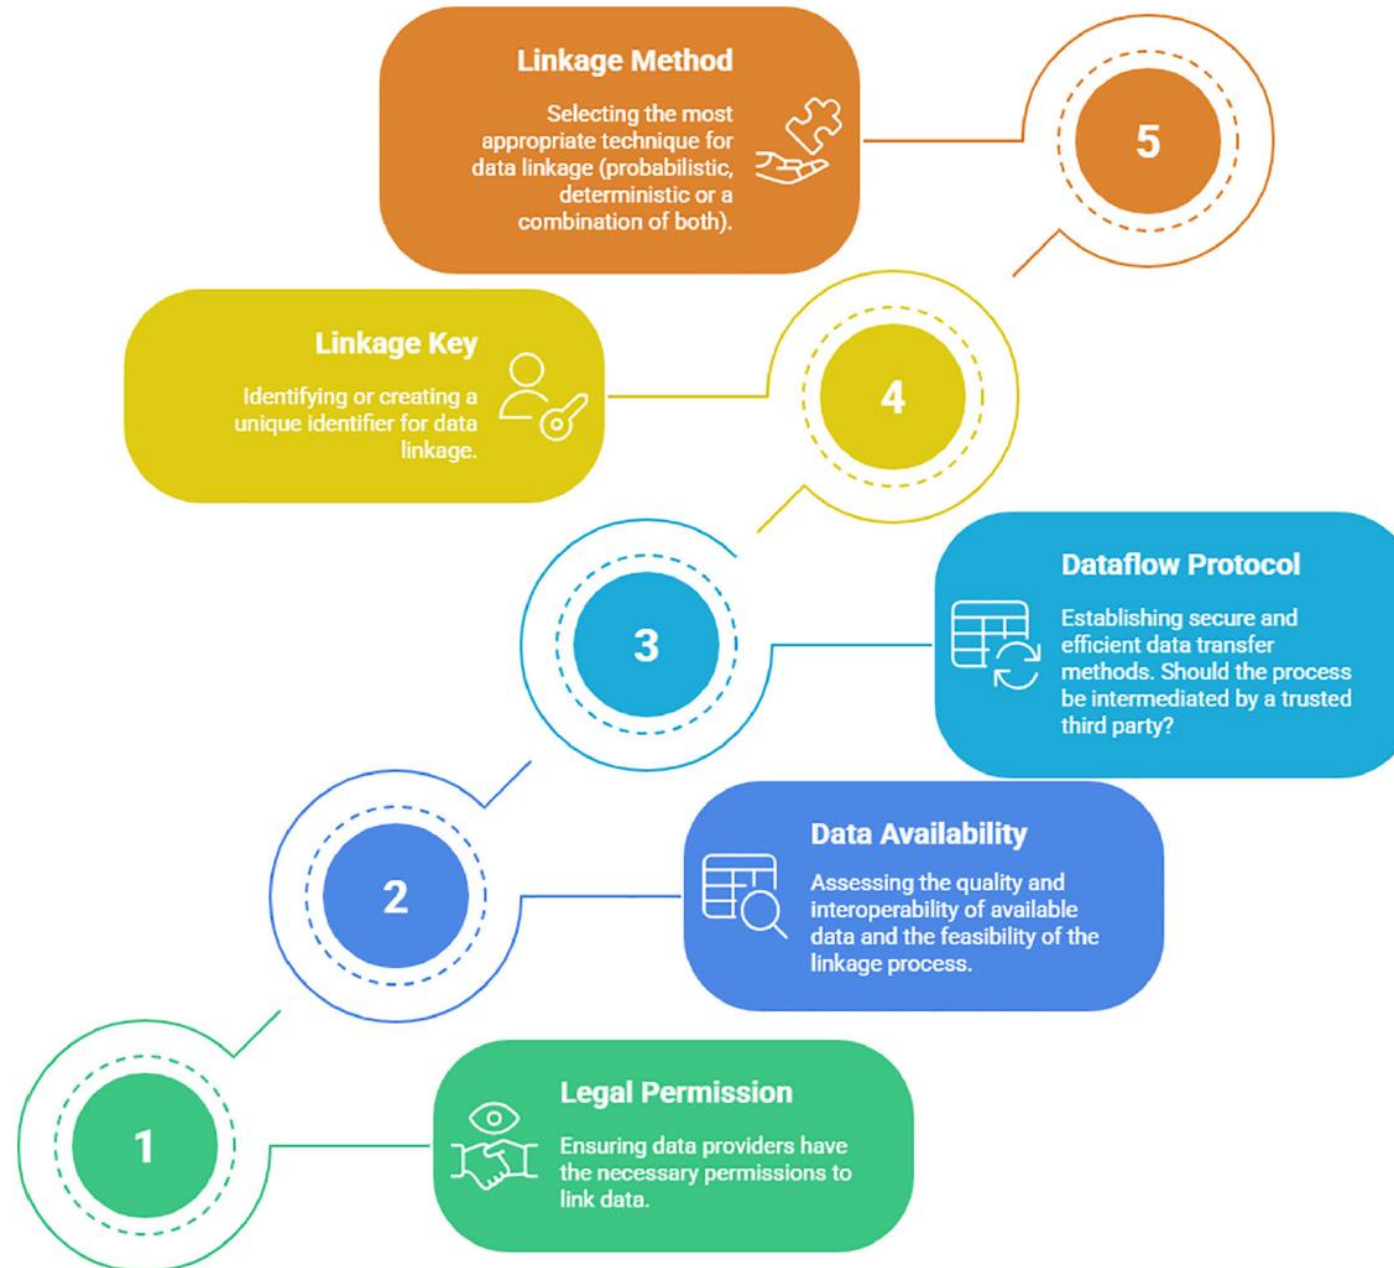 Linkage Method
Selecting the most
appropriate technique for
data linkage (probabilistic,
deterministic or a
combination of both).
5
Linkage Key
Identifying or creating a
unique identifier for data
linkage.
4
3
Dataflow Protocol
Establishing secure and
efficient data transfer
methods. Should the process
be intermediated by a trusted
third party?
2
Data Availability
Assessing the quality and
interoperability of available
data and the feasibility of the
linkage process.
1
Legal Permission
Ensuring data providers have
the necessary permissions to
link data.